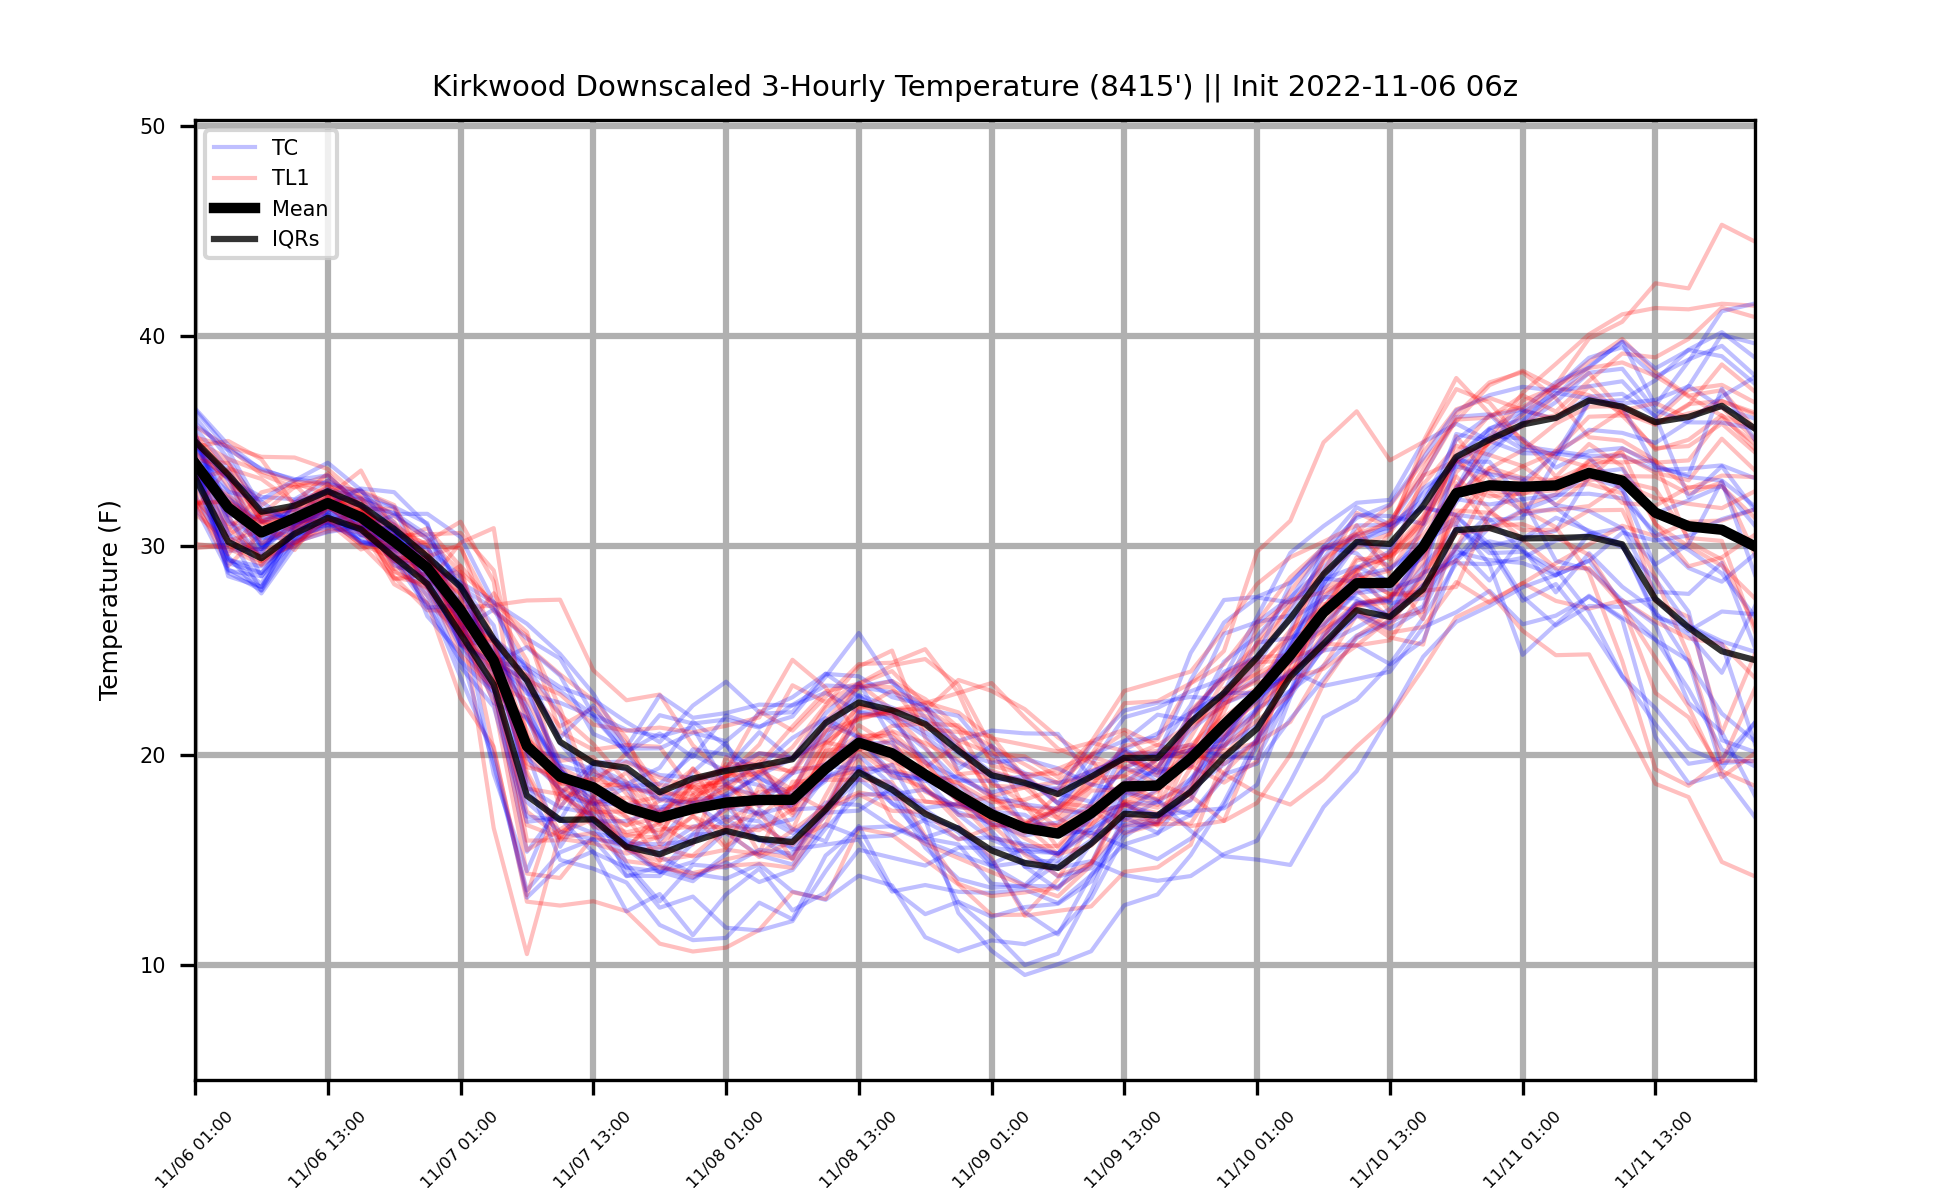 Kirkwood Downscaled 3-Hourly Temperature (8415') || Init 2022-11-06 06z
TC
TL1
Mean
IQRs
Temperature (F)
50
40
30
20
10
11/06 01:00
11/06 13:00
11/07 01:00
11/07 13:00
11/08 01:00
11/08 13:00
11/09 01:00
11/09 13:00
11/10 01:00
11/10 13:00
11/11 01:00
11/11 13:00